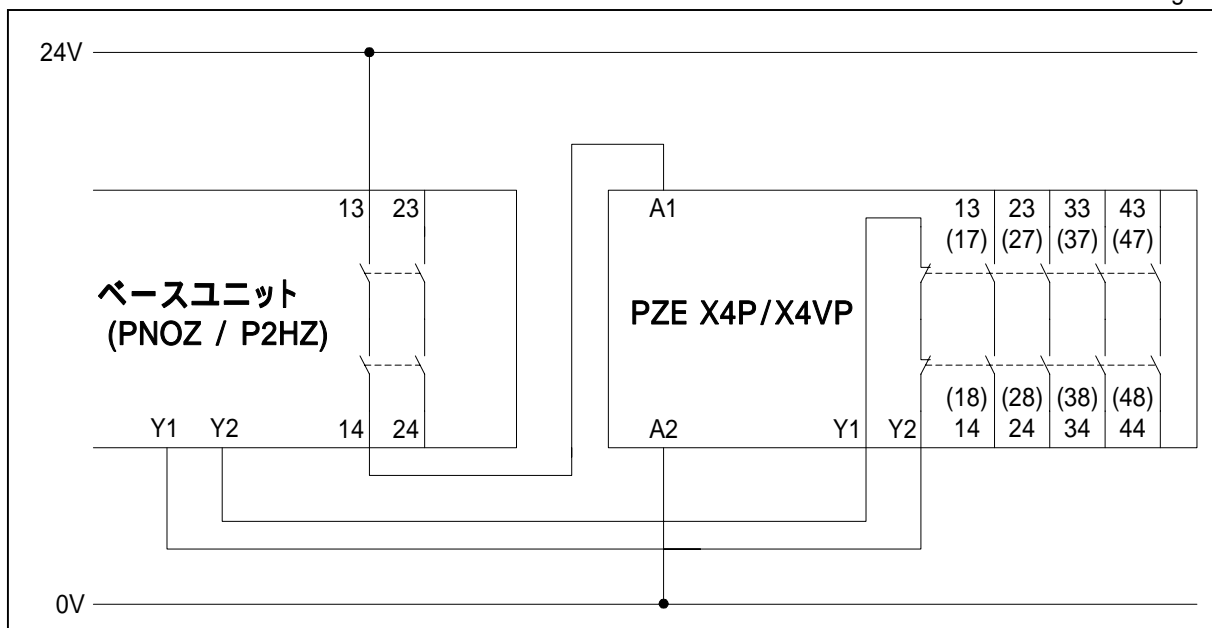 24V
13 23
A1
13 23 33 43
(17) (27) (37) (47)
ベースユニット
(PNOZ / P2HZ)
PZE X4P/X4VP
(18) (28) (38) (48)
Y1 Y2 14 24
A2 Y1 Y2 14 24 34 44
0V